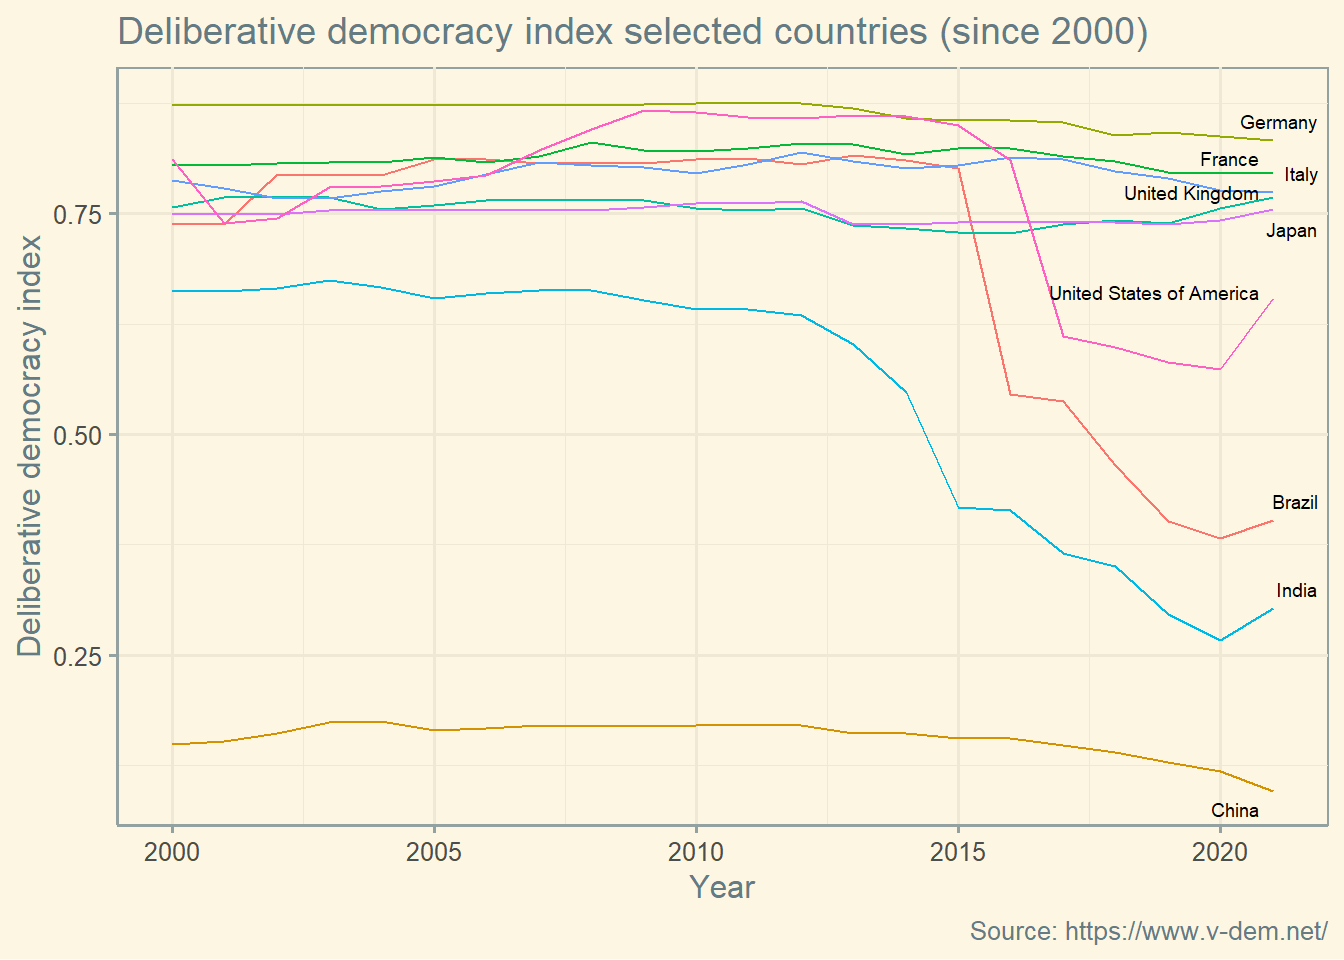 Deliberative democracy index selected countries (since 2000)
Deliberative democracy index
0.75
0.50
0.25
Germany
France
Italy
United Kingdom
Japan
United States of America
Brazil
India
China
2000 2005 2010 2015 2020
Year
Source: https://www.v-dem.net/